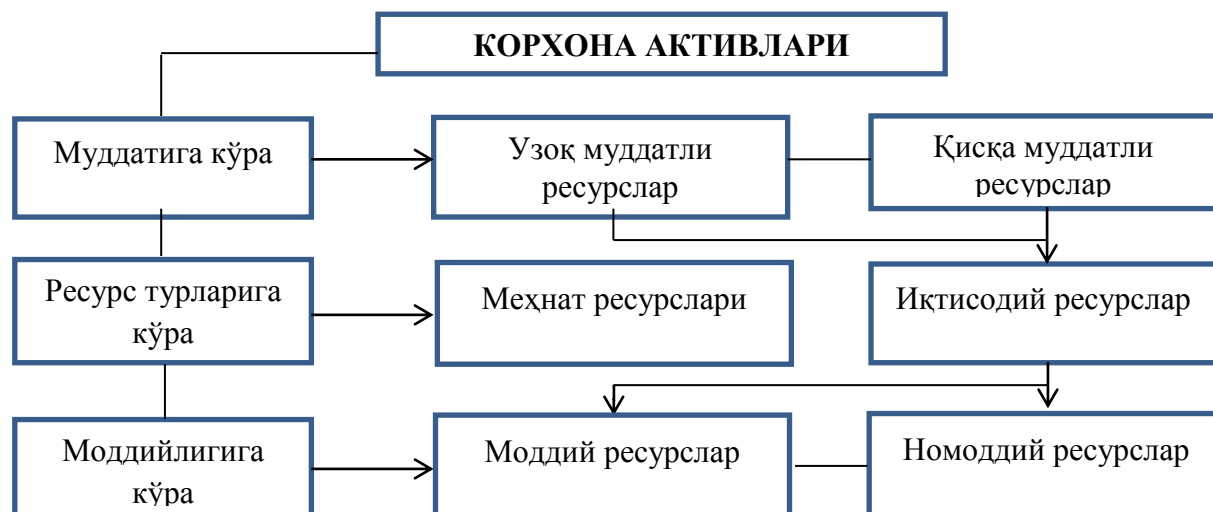 КОРХОНА АКТИВЛАРИ
Муддатига кўра
Узоқ муддатли
ресурслар
Қисқа муддатли
ресурслар
Ресурс турларига
кўра
Меҳнат ресурслари
Иқтисодий ресурслар
Моддийлигига
кўра
Моддий ресурслар
Номоддий ресурслар